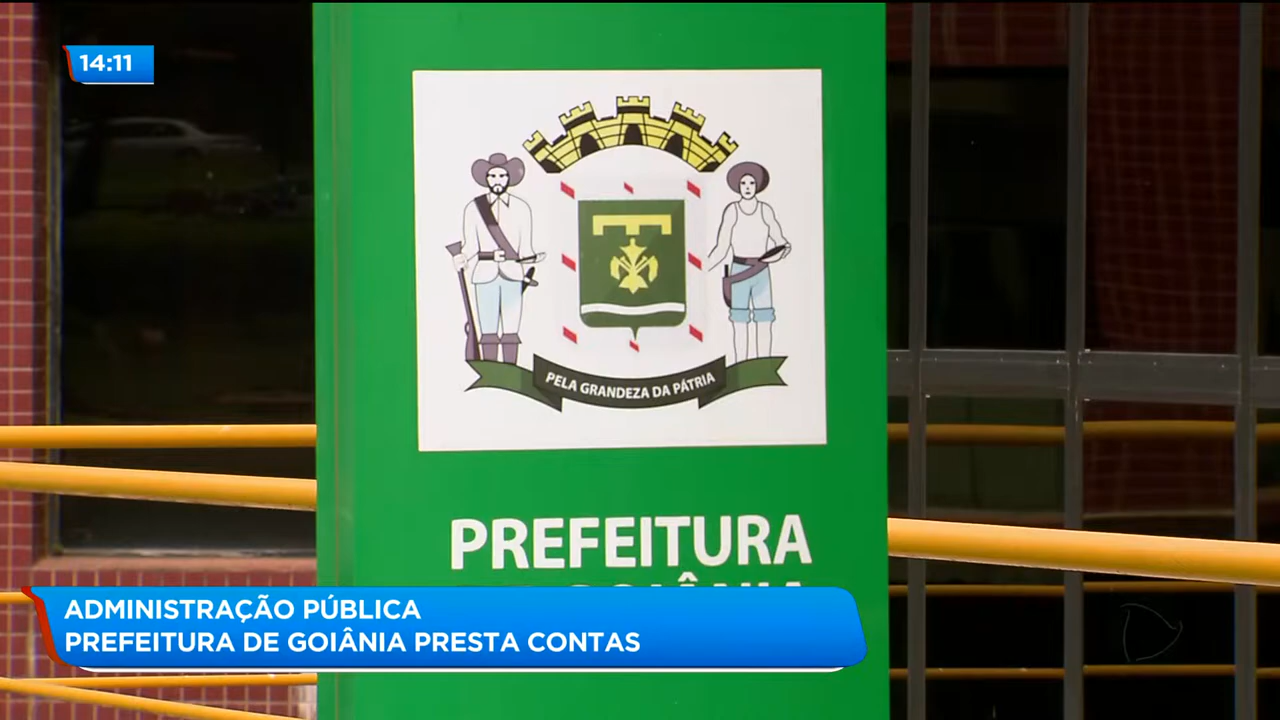 14:11
PELA GRANDEZA DA PÁTRIA
PREFEITURA
ADMINISTRAÇÃO PÚBLICA
PREFEITURA DE GOIÂNIA PRESTA CONTAS